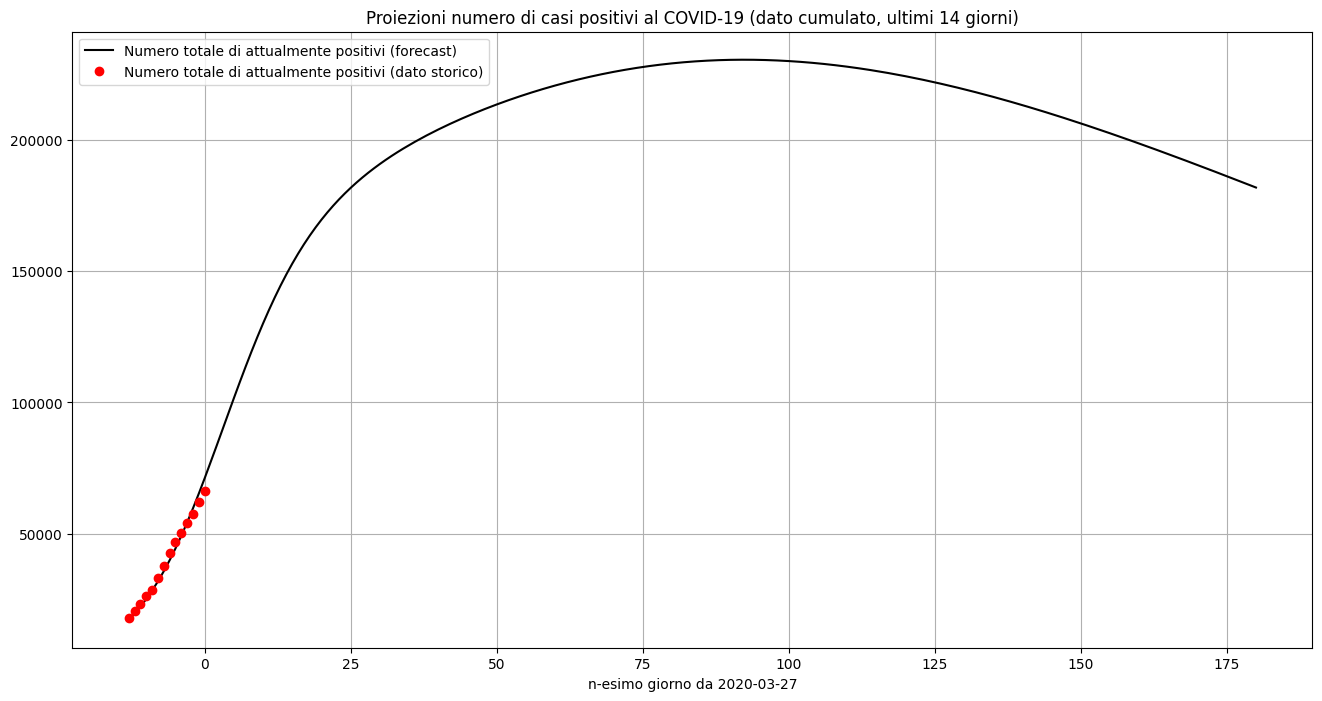 Proiezioni numero di casi positivi al COVID-19 (dato cumulato, ultimi 14 giorni)
Numero totale di attualmente positivi (forecast)
Numero totale di attualmente positivi (dato storico)
200000
150000
100000
50000
0 25 50 75 100 125 150 175
n-esimo giorno da 2020-03-27